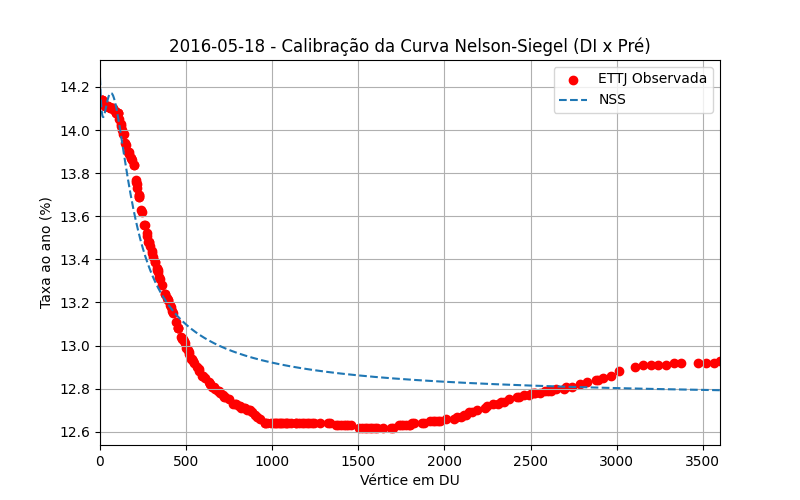 2016-05-18 - Calibração da Curva Nelson-Siegel (DI x Pré)
ETTJ Observada
NSS
Taxa ao ano (%)
14.2
14.0
13.8
13.6
13.4
13.2
13.0
12.8
12.6
0 500 1000 1500 2000 2500 3000 3500
Vértice em DU